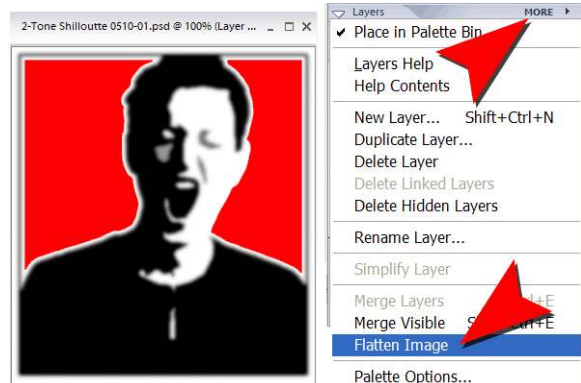 2-Tone Shilloutte 0510-01.psd @ 100% (Layer ...
Layers MORE
Place in Palette Bin
Layers Help
Help Contents
New Layer... Shift+Ctrl+N
Duplicate Layer...
Delete Layer
Delete Linked Layers
Delete Hidden Layers
Rename Layer...
Simplify Layer
Merge Layers +E
Merge Visible +E
Flatten Image
Palette Options...